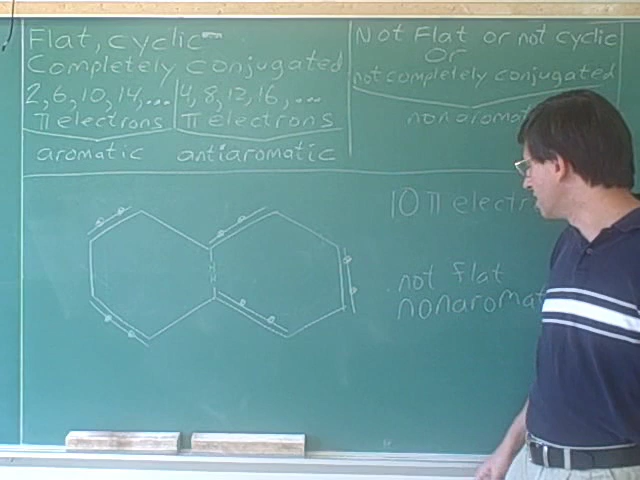 Flat, cyclic
Completely conjugated
2, 6, 10, 14,... 4, 8, 12, 16, ....
π electrons π electrons
aromatic antiaromatic
Not Flat or not cyclic
or
not completely conjugated
nonaromat
10 π electr
not flat
nonaromat
H
H